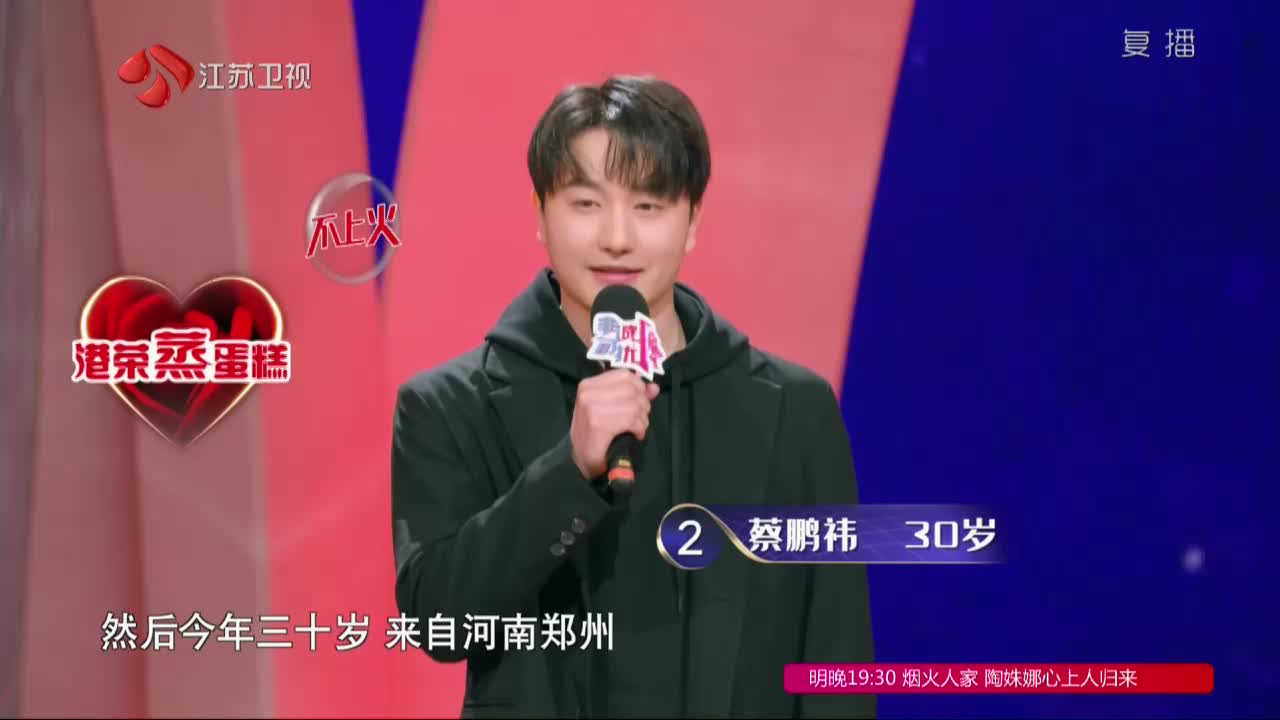 江苏卫视
复播
不上火
港荣蒸蛋糕
2 蔡鹏祎 30岁
然后今年三十岁 来自河南郑州
明晚19:30 烟火人家 陶姝娜心上人归来